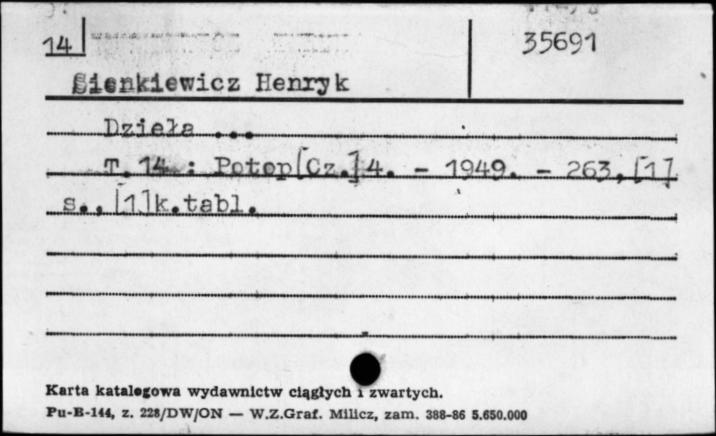 14
35691
Sienkiewicz Henryk
Dzieła ...
T. 14 : Potop[Cz.]4. - 1949. - 263,[1]
s., [1]k.tabl.
Karta katalogowa wydawnictw ciągłych i zwartych.
Pu-B-144, z. 228/DW/ON — W.Z.Graf. Milicz, zam. 388-86 5.650.000